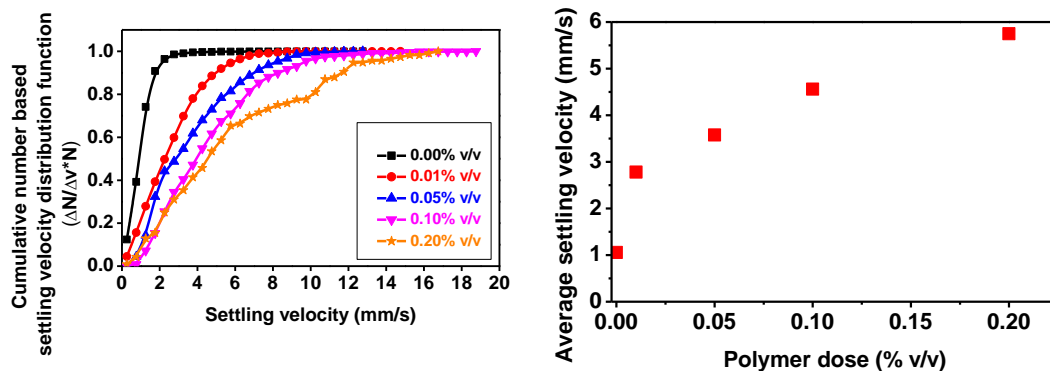 Cumulative number based
settling velocity distribution function
(ΔN/Δv*N)
1.0
0.8
0.6
0.4
0.2
0.0
0.00% v/v
0.01% v/v
0.05% v/v
0.10% v/v
0.20% v/v
0 2 4 6 8 10 12 14 16 18 20
Settling velocity (mm/s)
Average settling velocity (mm/s)
6
5
4
3
2
1
0
0.00 0.05 0.10 0.15 0.20
Polymer dose (% v/v)